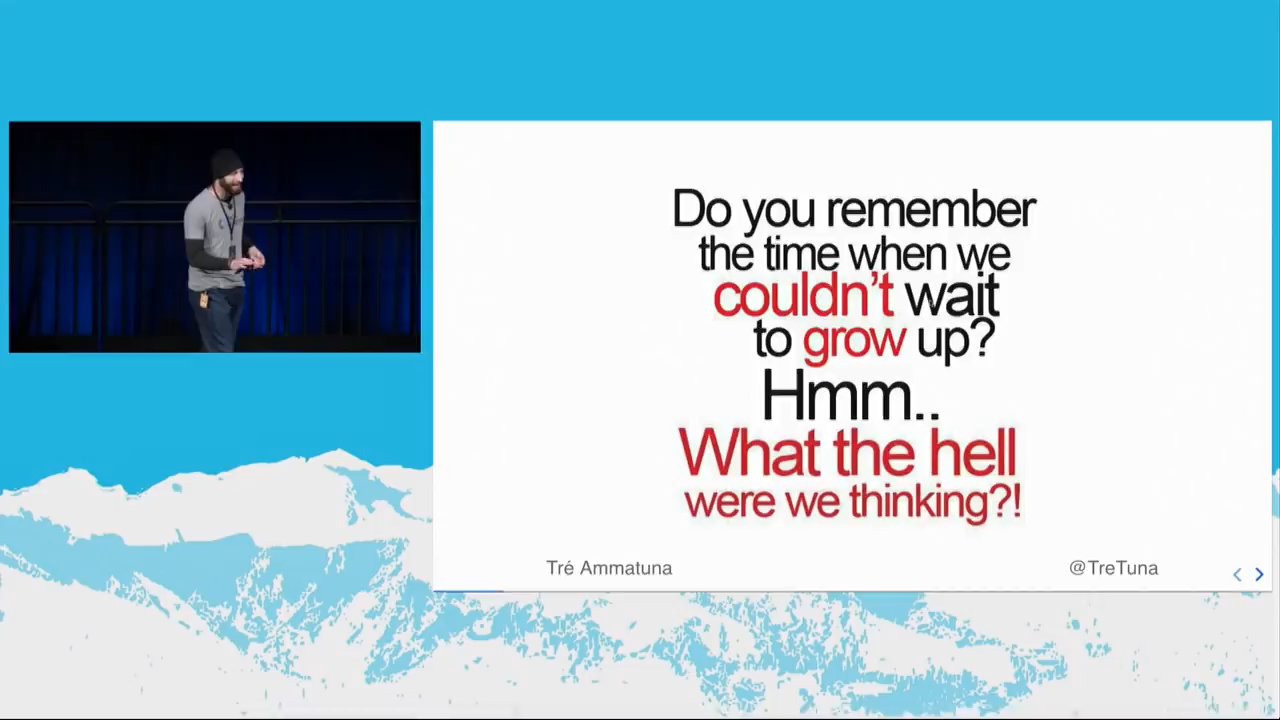 Do you remember
the time when we
couldn't wait
to grow up?
Hmm..
What the hell
were we thinking?!
Tré Ammatuna
@TreTuna